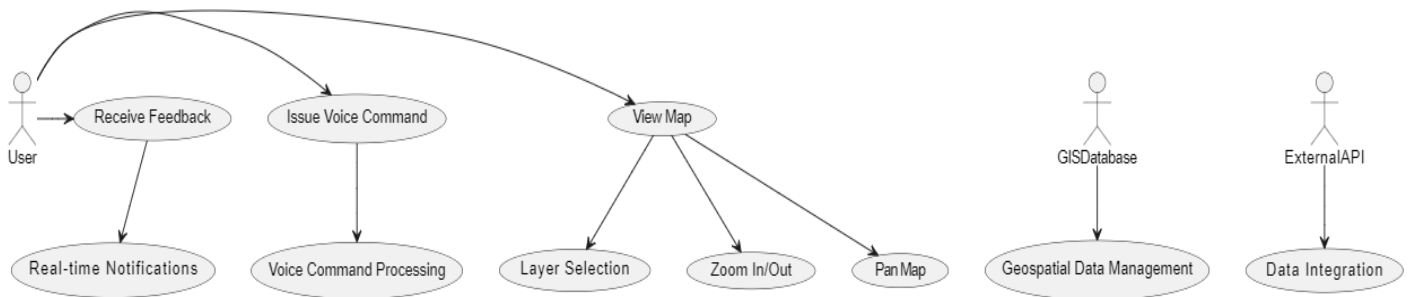 Receive Feedback
Issue Voice Command
View Map
User
GISDatabase
ExternalAPI
Real-time Notifications
Voice Command Processing
Layer Selection
Zoom In/Out
Pan Map
Geospatial Data Management
Data Integration